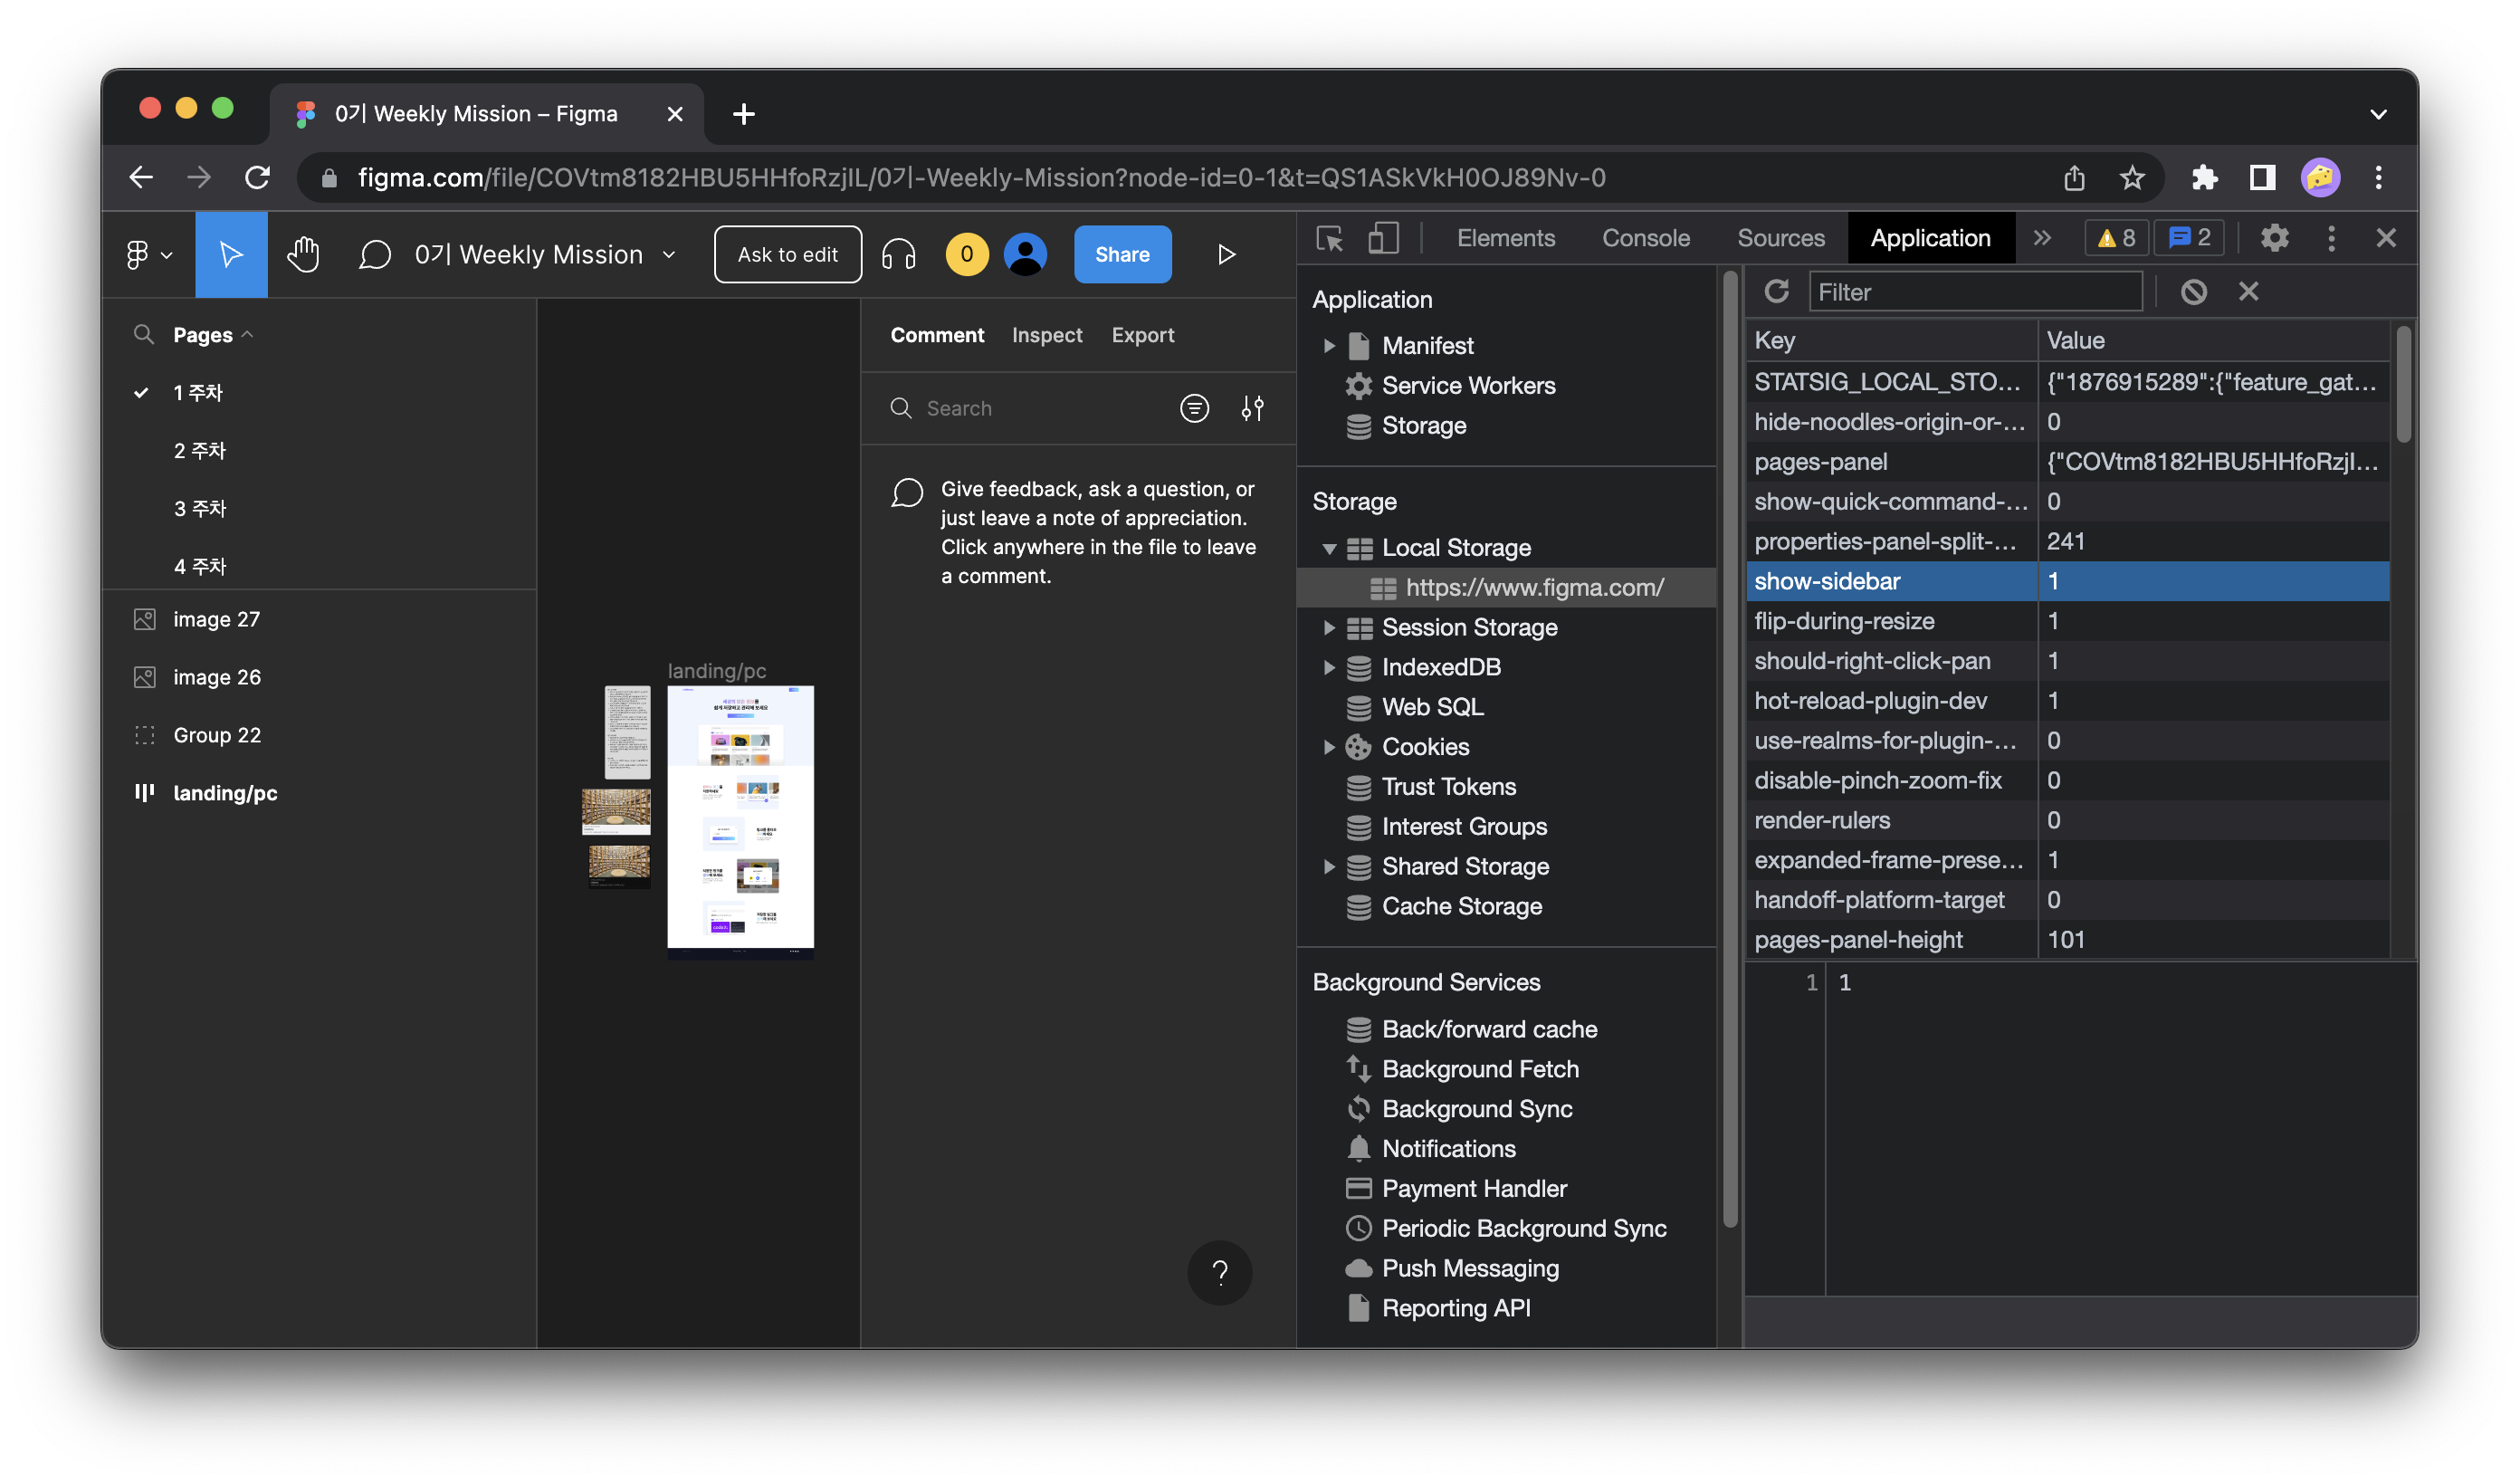 0기 Weekly Mission – Figma
figma.com/file/COVtm8182HBU5HHfoRzjlL/0기-Weekly-Mission?node-id=0-1&t=QS1ASkVkH0OJ89Nv-0
0기 Weekly Mission
Ask to edit
0
Share
Pages
1 주차
2 주차
3 주차
4 주차
image 27
image 26
Group 22
landing/pc
landing/pc
Comment
Inspect
Export
Search
Give feedback, ask a question, or
just leave a note of appreciation.
Click anywhere in the file to leave
a comment.
?
Elements
Console
Sources
Application
8
2
Application
Manifest
Service Workers
Storage
Storage
Local Storage
https://www.figma.com/
Session Storage
IndexedDB
Web SQL
Cookies
Trust Tokens
Interest Groups
Shared Storage
Cache Storage
Background Services
Back/forward cache
Background Fetch
Background Sync
Notifications
Payment Handler
Periodic Background Sync
Push Messaging
Reporting API
Filter
Key Value
STATSIG_LOCAL_STO... {"1876915289":{"feature_gat...
hide-noodles-origin-or-... 0
pages-panel {"COVtm8182HBU5HHfoRzjl...
show-quick-command-... 0
properties-panel-split-... 241
show-sidebar 1
flip-during-resize 1
should-right-click-pan 1
hot-reload-plugin-dev 1
use-realms-for-plugin-... 0
disable-pinch-zoom-fix 0
render-rulers 0
expanded-frame-prese... 1
handoff-platform-target 0
pages-panel-height 101
1 1